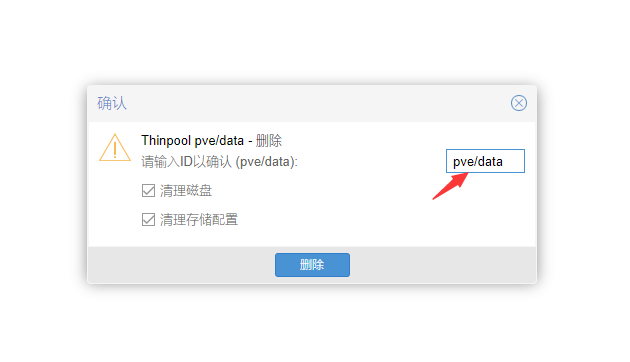 确认
Thinpool pve/data - 删除
请输入ID以确认 (pve/data):
pve/data
清理磁盘
清理存储配置
删除